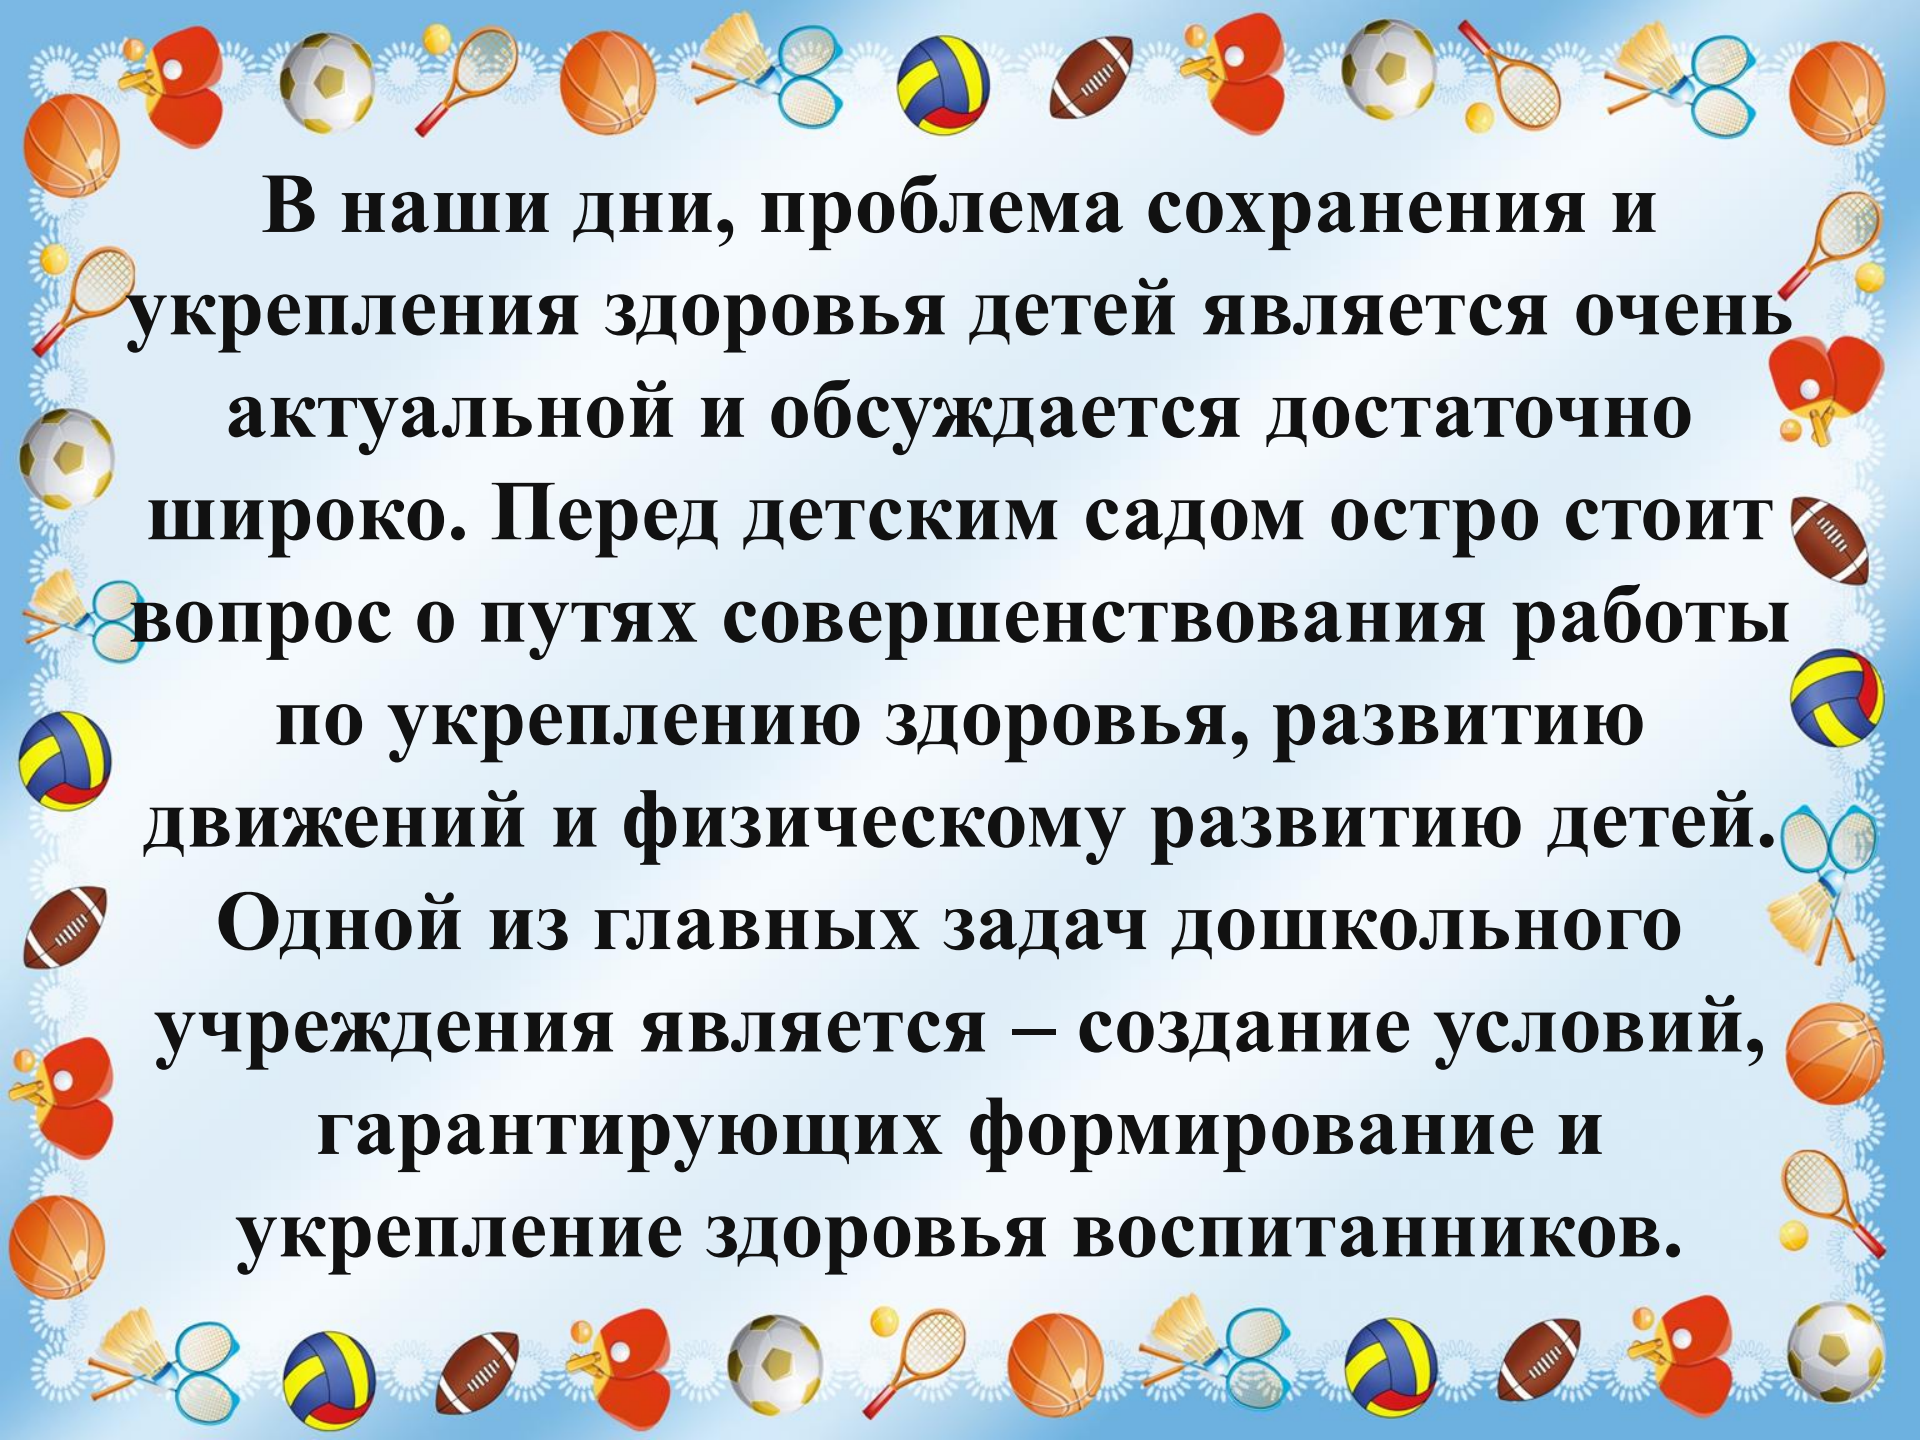 В наши дни, проблема сохранения и
укрепления здоровья детей является очень
актуальной и обсуждается достаточно
широко. Перед детским садом остро стоит
вопрос о путях совершенствования работы
по укреплению здоровья, развитию
движений и физическому развитию детей.
Одной из главных задач дошкольного
учреждения является – создание условий,
гарантирующих формирование и
укрепление здоровья воспитанников.